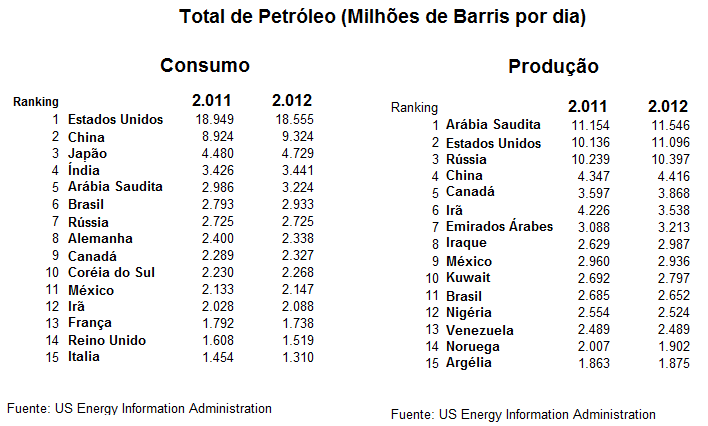 Total de Petróleo (Milhões de Barris por dia)
Consumo
Ranking 2.011 2.012
1 Estados Unidos 18.949 18.555
2 China 8.924 9.324
3 Japão 4.480 4.729
4 Índia 3.426 3.441
5 Arábia Saudita 2.986 3.224
6 Brasil 2.793 2.933
7 Rússia 2.725 2.725
8 Alemanha 2.400 2.338
9 Canadá 2.289 2.327
10 Coréia do Sul 2.230 2.268
11 México 2.133 2.147
12 Irã 2.028 2.088
13 França 1.792 1.738
14 Reino Unido 1.608 1.519
15 Italia 1.454 1.310
Fuente: US Energy Information Administration
Produção
Ranking 2.011 2.012
1 Arábia Saudita 11.154 11.546
2 Estados Unidos 10.136 11.096
3 Rússia 10.239 10.397
4 China 4.347 4.416
5 Canadá 3.597 3.868
6 Irã 4.226 3.538
7 Emirados Árabes 3.088 3.213
8 Iraque 2.629 2.987
9 México 2.960 2.936
10 Kuwait 2.692 2.797
11 Brasil 2.685 2.652
12 Nigéria 2.554 2.524
13 Venezuela 2.489 2.489
14 Noruega 2.007 1.902
15 Argélia 1.863 1.875
Fuente: US Energy Information Administration